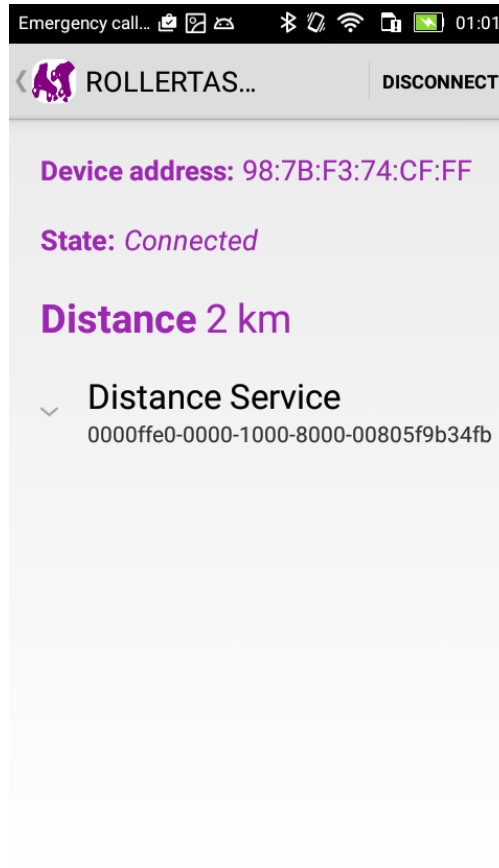 Emergency call... 01:01
ROLLERTAS... DISCONNECT
Device address: 98:7B:F3:74:CF:FF
State: Connected
Distance 2 km
Distance Service
0000ffe0-0000-1000-8000-00805f9b34fb